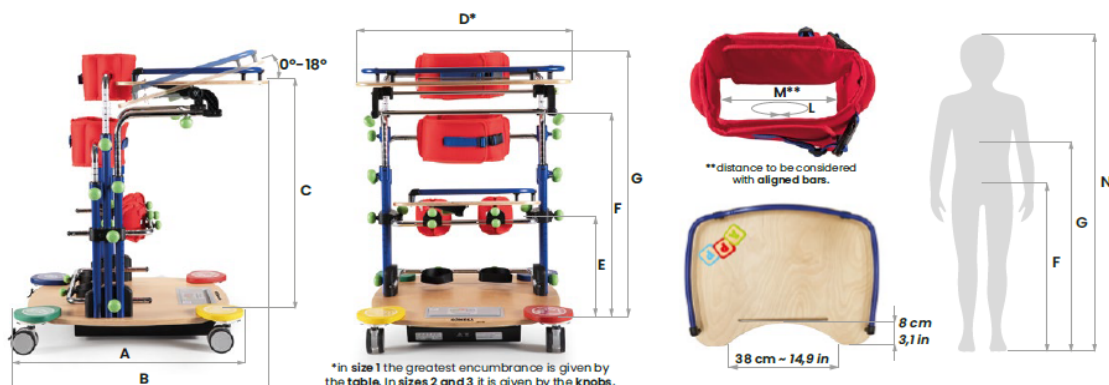 D*
0°-18°
C
A
B
G
F
E
*in size 1 the greatest encumbrance is given by
the table. In sizes 2 and 3 it is given by the knobs.
M**
L
**distance to be considered
with aligned bars.
8 cm
3,1 in
38 cm ~ 14,9 in
N
G
F